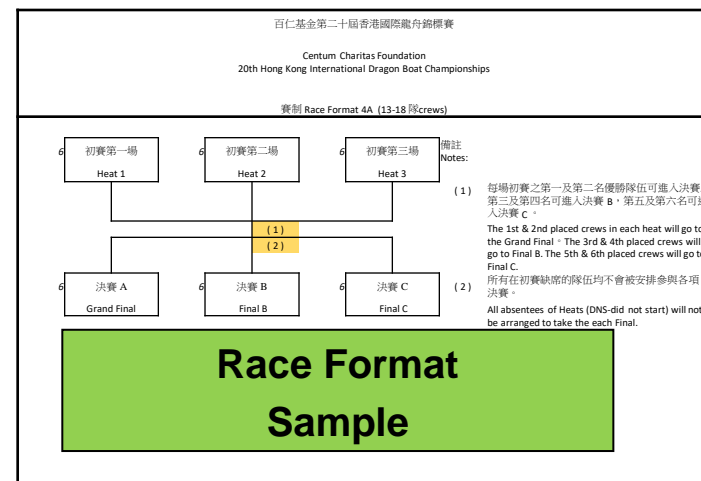 百仁基金第二十屆香港國際龍舟錦標賽
Centum Charitas Foundation
20th Hong Kong International Dragon Boat Championships
賽制 Race Format 4A (13-18 隊crews)
6 初賽第一場 6 初賽第二場 6 初賽第三場
Heat 1 Heat 2 Heat 3
備註
Notes:
( 1 ) 每場初賽之第一及第二名優勝隊伍可進入決賽
第三及第四名可進入決賽 B，第五及第六名可進
入決賽 C 。
The 1st & 2nd placed crews in each heat will go to
the Grand Final。The 3rd & 4th placed crews will
go to Final B. The 5th & 6th placed crews will go to
Final C.
( 1 )
( 2 )
( 2 ) 所有在初賽缺席的隊伍均不會被安排參與各項
決賽。
All absentees of Heats (DNS-did not start) will not
be arranged to take the each Final.
6 決賽 A 6 決賽 B 6 決賽 C
Grand Final Final B Final C
Race Format
Sample